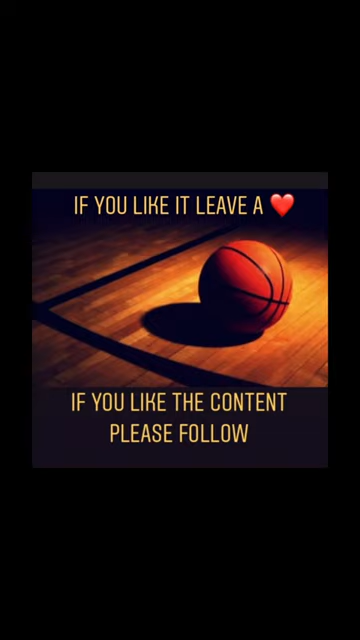 IF YOU LIKE IT LEAVE A ❤️
IF YOU LIKE THE CONTENT
PLEASE FOLLOW